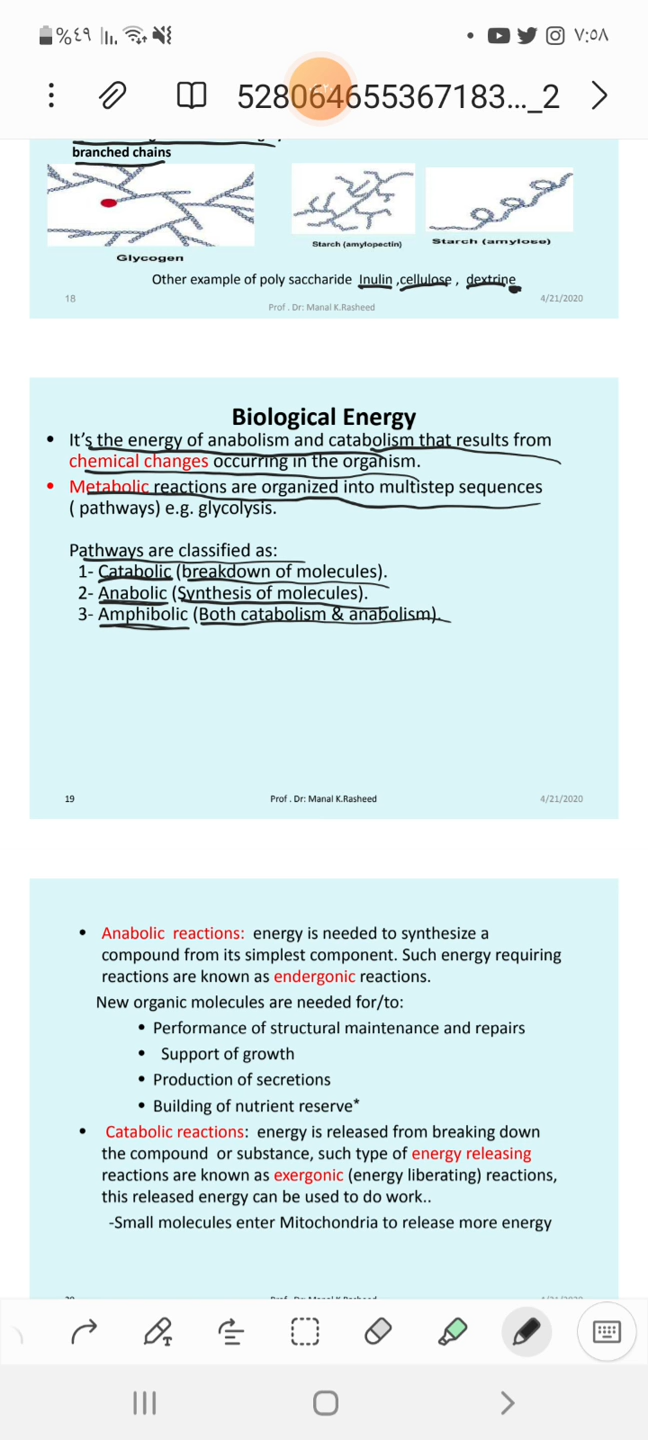 %٤٩
٧:٥٨
528064655367183..._2
branched chains
Glycogen
Starch (amylopectin)
Starch (amylose)
Other example of poly saccharide Inulin ,cellulose , dextrine
18
Prof . Dr: Manal K.Rasheed
4/21/2020
Biological Energy
• It's the energy of anabolism and catabolism that results from
chemical changes occurring in the organism.
• Metabolic reactions are organized into multistep sequences
( pathways) e.g. glycolysis.
Pathways are classified as:
1- Catabolic (breakdown of molecules).
2- Anabolic (Synthesis of molecules).
3- Amphibolic (Both catabolism & anabolism).
19
Prof . Dr: Manal K.Rasheed
4/21/2020
• Anabolic reactions: energy is needed to synthesize a
compound from its simplest component. Such energy requiring
reactions are known as endergonic reactions.
New organic molecules are needed for/to:
• Performance of structural maintenance and repairs
• Support of growth
• Production of secretions
• Building of nutrient reserve*
• Catabolic reactions: energy is released from breaking down
the compound or substance, such type of energy releasing
reactions are known as exergonic (energy liberating) reactions,
this released energy can be used to do work..
-Small molecules enter Mitochondria to release more energy